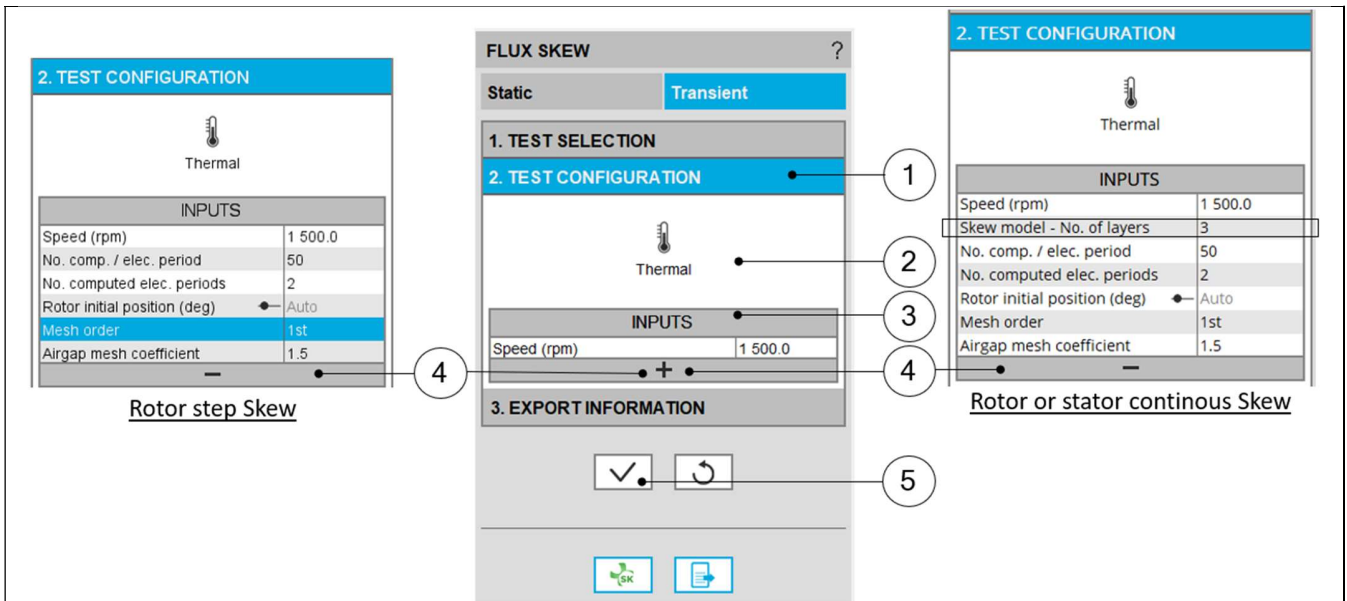 2. TEST CONFIGURATION
Thermal
INPUTS
Speed (rpm) 1 500.0
No. comp. / elec. period 50
No. computed elec. periods 2
Rotor initial position (deg) Auto
Mesh order 1st
Airgap mesh coefficient 1.5
−
Rotor step Skew
FLUX SKEW ?
Static Transient
1. TEST SELECTION
2. TEST CONFIGURATION
Thermal
INPUTS
Speed (rpm) 1 500.0
+
3. EXPORT INFORMATION
SK
1
2
3
4
4
5
2. TEST CONFIGURATION
Thermal
INPUTS
Speed (rpm) 1 500.0
Skew model - No. of layers 3
No. comp. / elec. period 50
No. computed elec. periods 2
Rotor initial position (deg) Auto
Mesh order 1st
Airgap mesh coefficient 1.5
−
Rotor or stator continous Skew